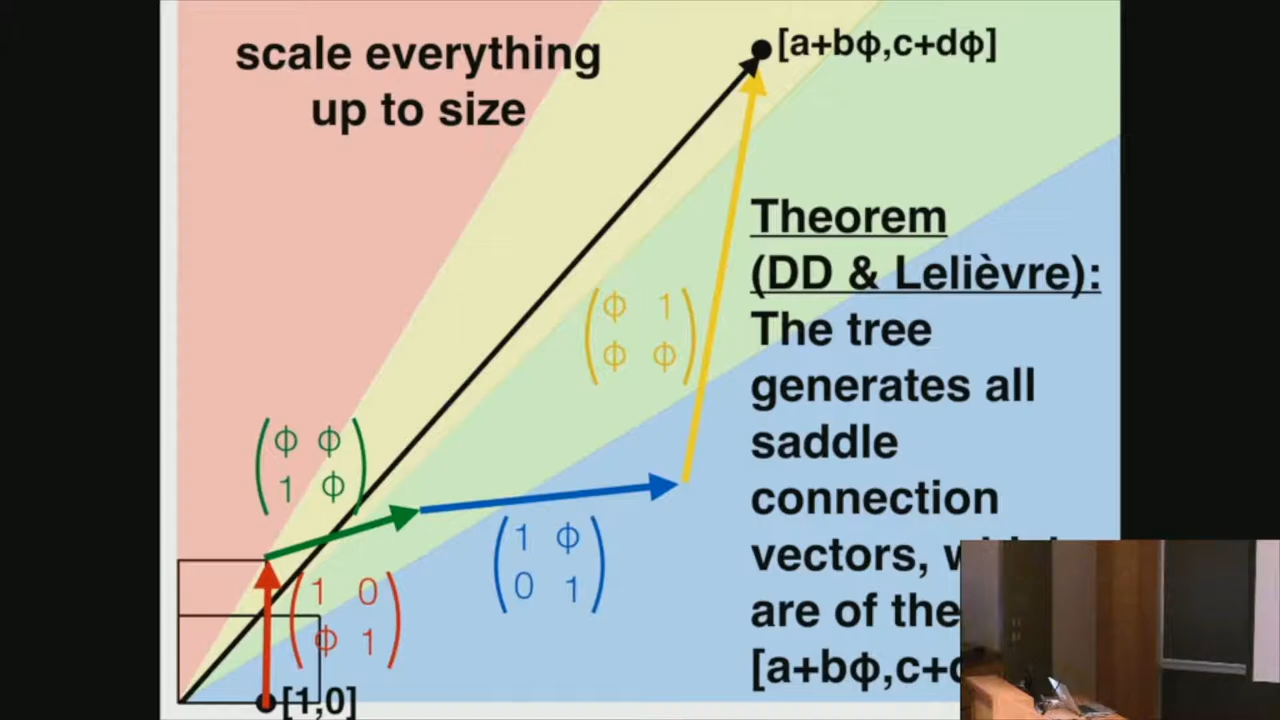 scale everything
up to size
[a+bϕ,c+dϕ]
Theorem
(DD & Lelièvre):
The tree
generates all
saddle
connection
vectors,
are of the
[a+bϕ,c+
ϕ 1
ϕ ϕ
ϕ ϕ
1 ϕ
1 ϕ
0 1
1 0
ϕ 1
[1,0]